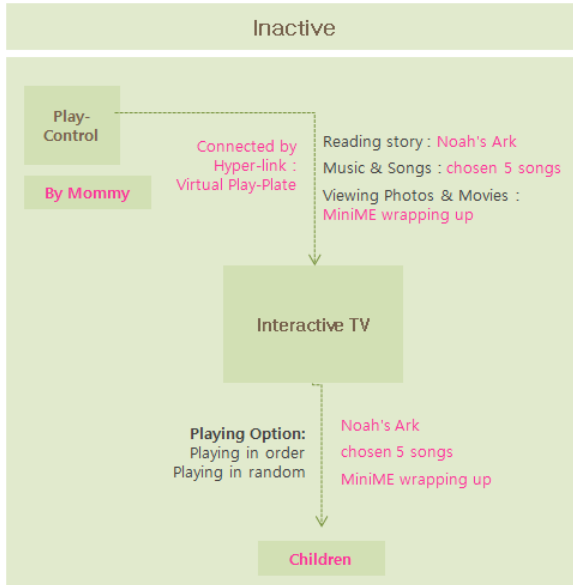 Inactive
Play-
Control
By Mommy
Connected by
Hyper-link :
Virtual Play-Plate
Reading story : Noah's Ark
Music & Songs : chosen 5 songs
Viewing Photos & Movies :
MiniME wrapping up
Interactive TV
Playing Option:
Playing in order
Playing in random
Noah's Ark
chosen 5 songs
MiniME wrapping up
Children